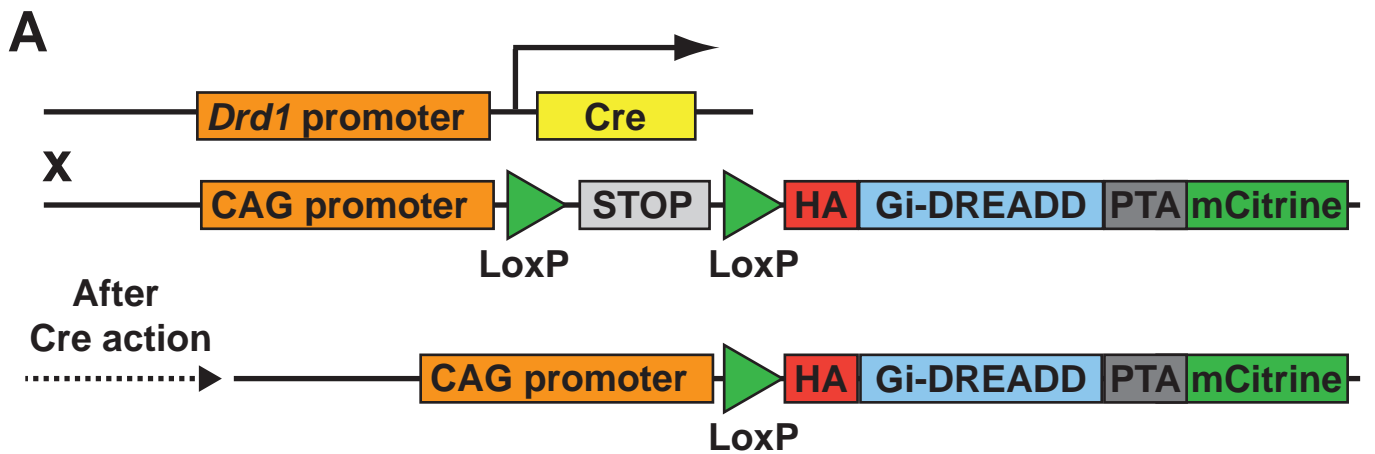 A
Drd1 promoter Cre
x
CAG promoter STOP HA Gi-DREADD PTA mCitrine
LoxP LoxP
After
Cre action
CAG promoter HA Gi-DREADD PTA mCitrine
LoxP